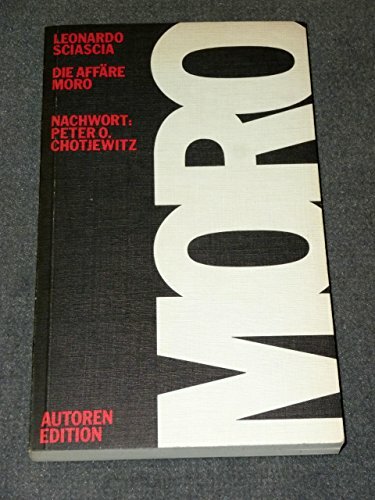 LEONARDO
SCIASCIA
DIE AFFÄRE
MORO
NACHWORT:
PETER O.
CHOTJEWITZ
MORO
AUTOREN
EDITION